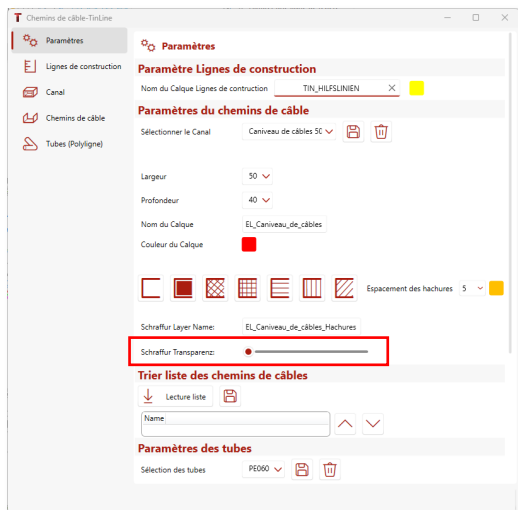 Chemins de câble-TinLine
Paramètres
Lignes de construction
Canal
Chemins de câble
Tubes (Polyligne)
Paramètres
Paramètre Lignes de construction
Nom du Calque Lignes de contruction TIN_HILFSLINIEN
Paramètres du chemins de câble
Sélectionner le Canal Caniveau de câbles 50
Largeur 50
Profondeur 40
Nom du Calque EL_Caniveau_de_câbles
Couleur du Calque
Espacement des hachures 5
Schraffur Layer Name: EL_Caniveau_de_câbles_Hachures
Schraffur Transparenz:
Trier liste des chemins de câbles
Lecture liste
Name
Paramètres des tubes
Sélection des tubes PE060